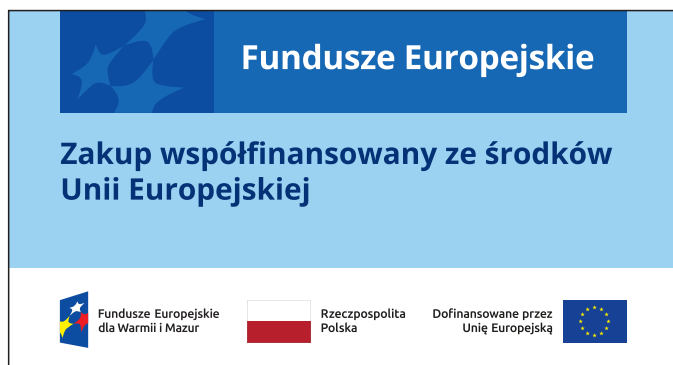 Fundusze Europejskie
Zakup współfinansowany ze środków
Unii Europejskiej
Fundusze Europejskie
dla Warmii i Mazur
Rzeczpospolita
Polska
Dofinansowane przez
Unię Europejską